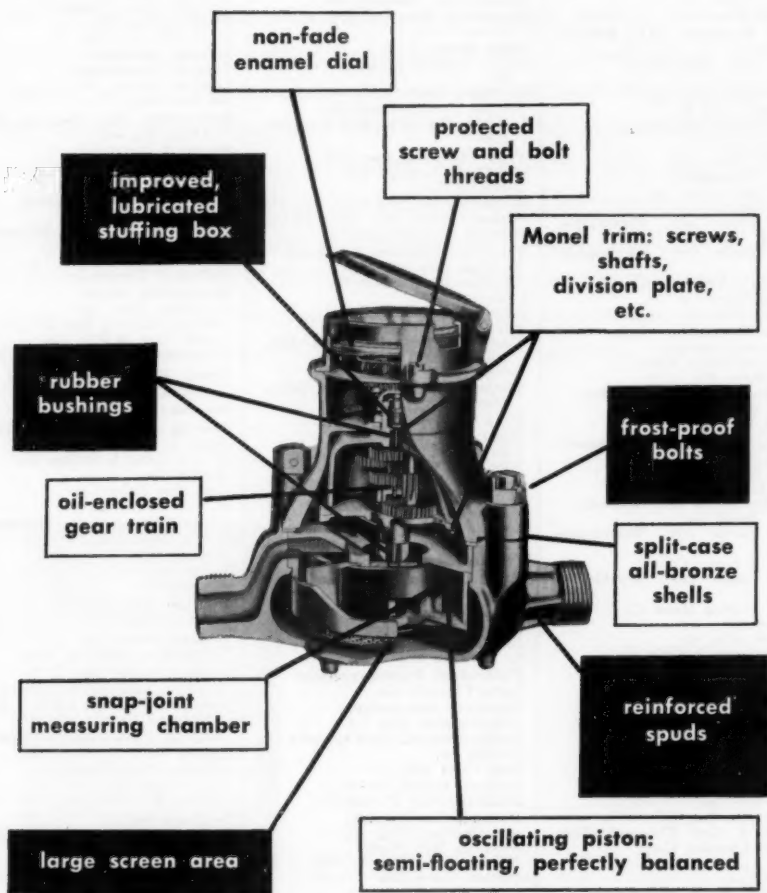 non-fade
enamel dial
protected
screw and bolt
threads
improved,
lubricated
stuffing box
Monel trim: screws,
shafts,
division plate,
etc.
rubber
bushings
frost-proof
bolts
oil-enclosed
gear train
split-case
all-bronze
shells
snap-joint
measuring chamber
reinforced
spuds
large screen area
oscillating piston:
semi-floating, perfectly balanced